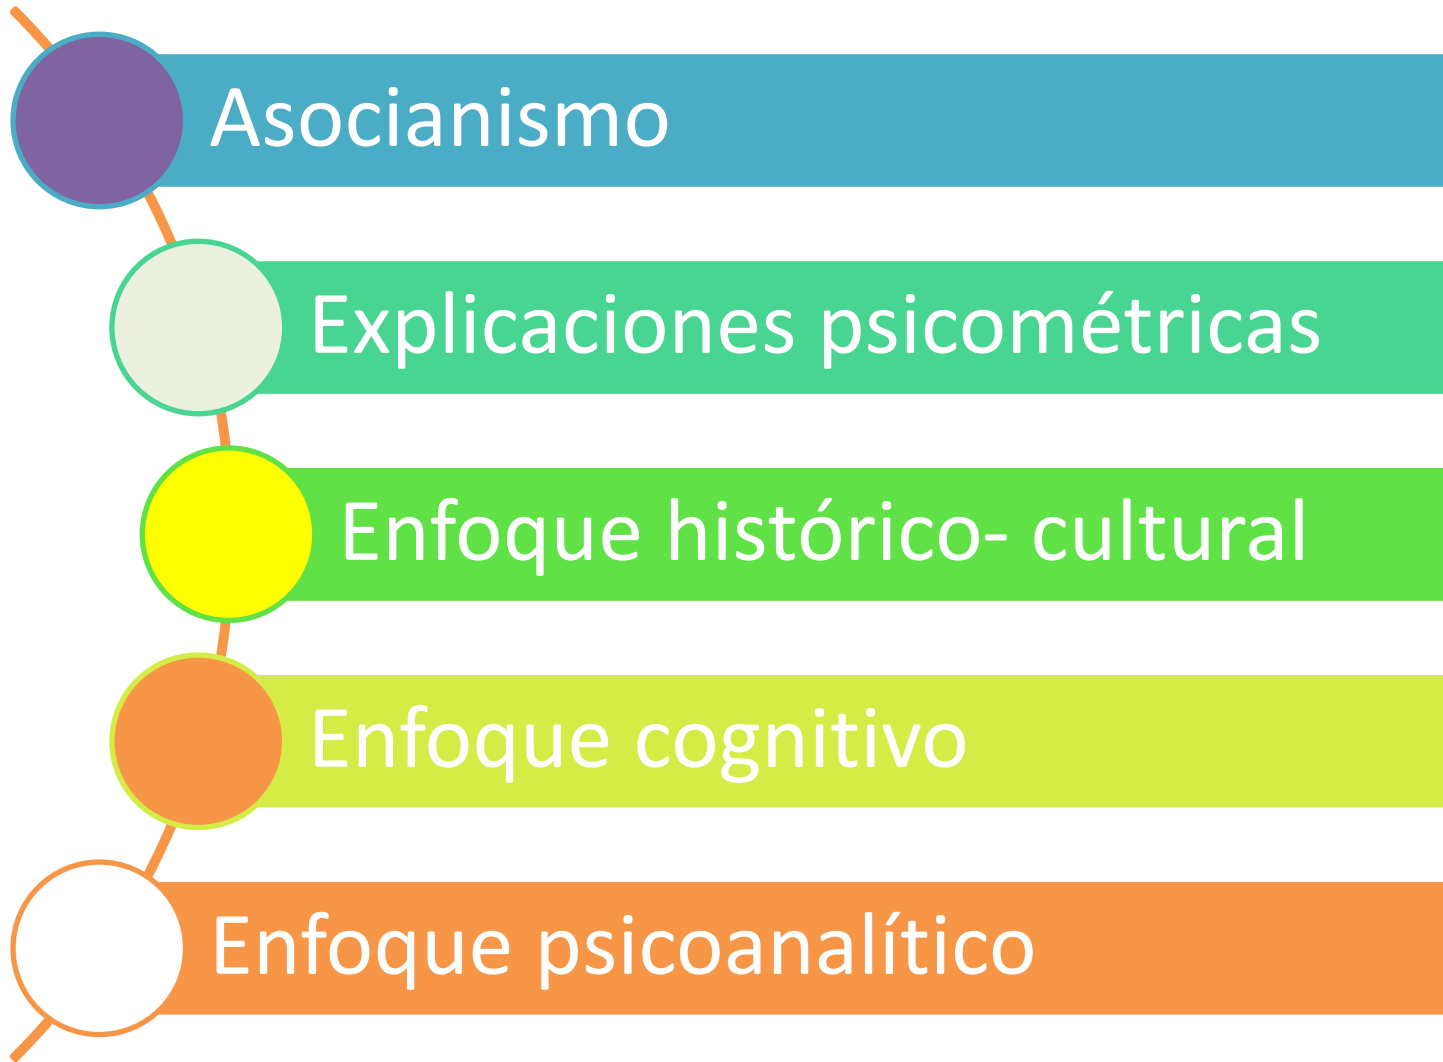 Asocianismo
Explicaciones psicométricas
Enfoque histórico- cultural
Enfoque cognitivo
Enfoque psicoanalítico